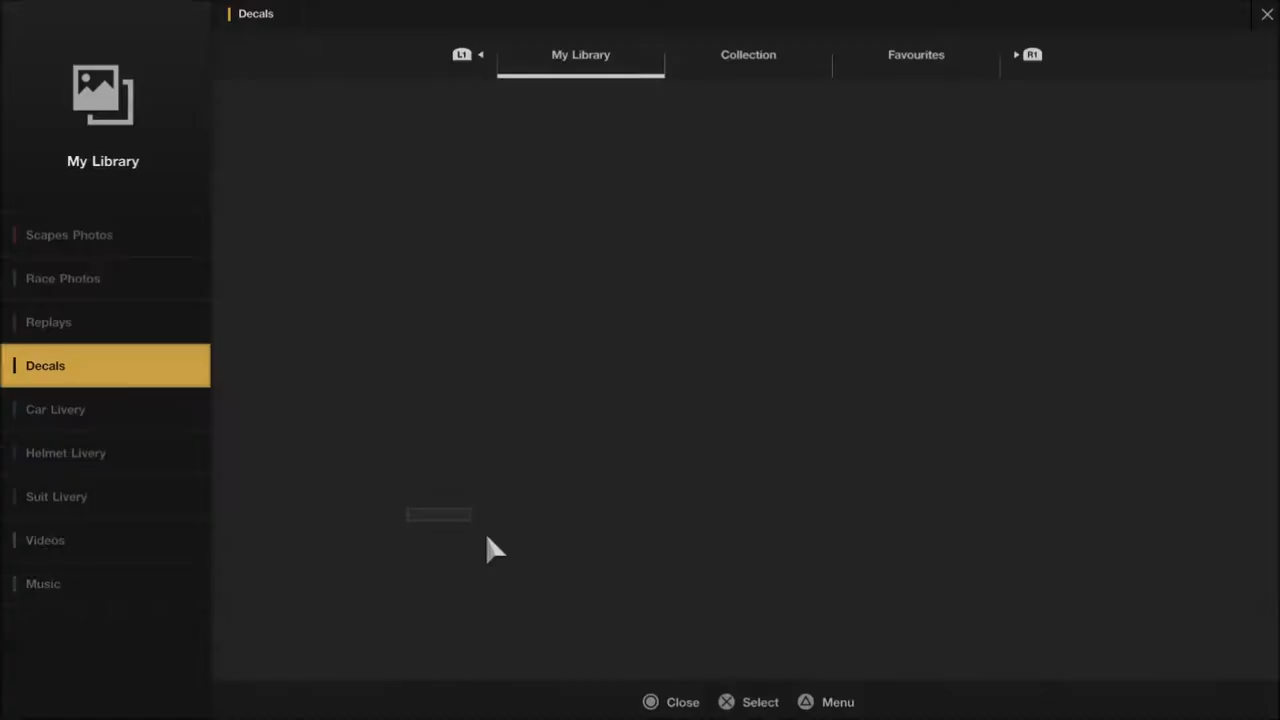 Decals
L1
My Library
Collection
Favourites
R1
My Library
Scapes Photos
Race Photos
Replays
Decals
Car Livery
Helmet Livery
Suit Livery
Videos
Music
Close
Select
Menu